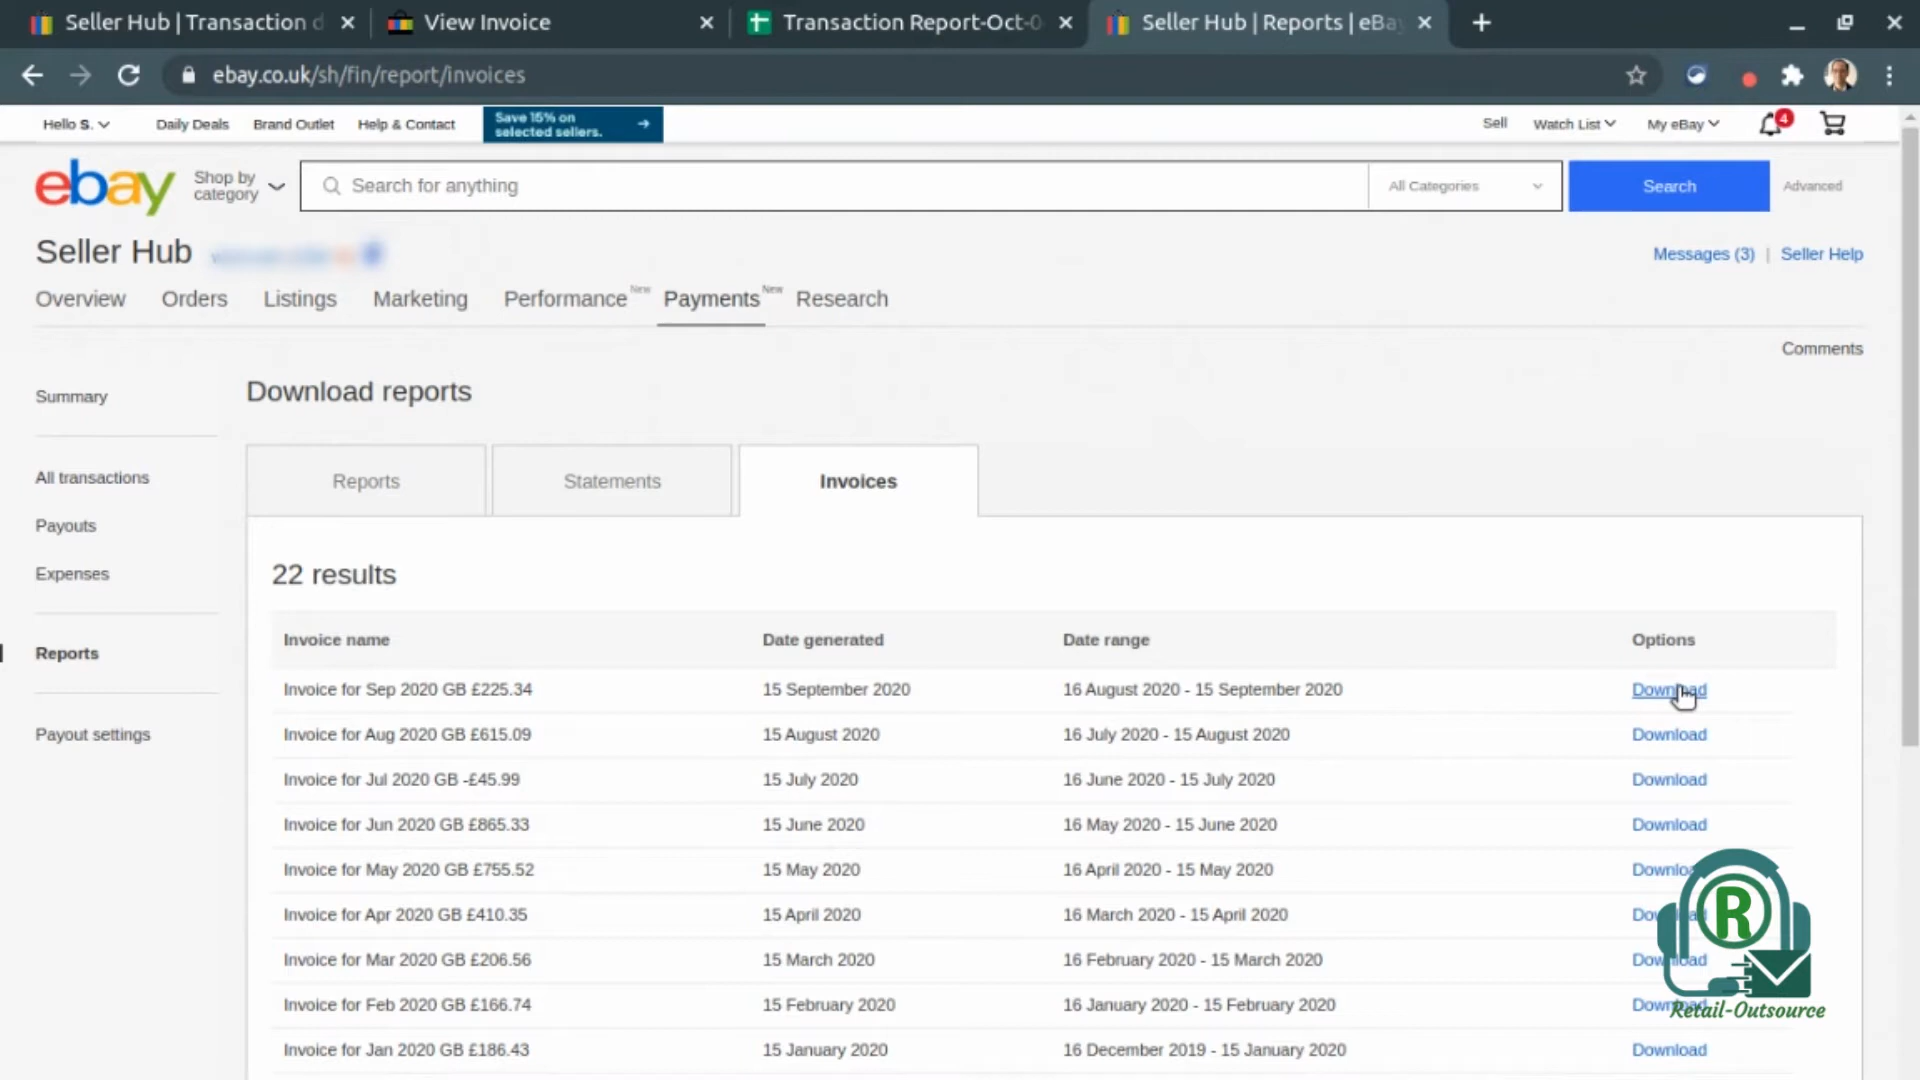 Seller Hub | Transaction d
View Invoice
Transaction Report-Oct-0
Seller Hub | Reports | eBay
ebay.co.uk/sh/fin/report/invoices
Hello S.
Daily Deals
Brand Outlet
Help & Contact
Save 15% on
selected sellers.
Sell
Watch List
My eBay
4
ebay
Shop by
category
Search for anything
All Categories
Search
Advanced
Seller Hub
Messages (3) | Seller Help
Overview
Orders
Listings
Marketing
Performance New
Payments New
Research
Comments
Summary
All transactions
Payouts
Expenses
Reports
Payout settings
Download reports
Reports
Statements
Invoices
22 results
Invoice name Date generated Date range Options
Invoice for Sep 2020 GB £225.34 15 September 2020 16 August 2020 - 15 September 2020 Download
Invoice for Aug 2020 GB £615.09 15 August 2020 16 July 2020 - 15 August 2020 Download
Invoice for Jul 2020 GB -£45.99 15 July 2020 16 June 2020 - 15 July 2020 Download
Invoice for Jun 2020 GB £865.33 15 June 2020 16 May 2020 - 15 June 2020 Download
Invoice for May 2020 GB £755.52 15 May 2020 16 April 2020 - 15 May 2020 Download
Invoice for Apr 2020 GB £410.35 15 April 2020 16 March 2020 - 15 April 2020 Download
Invoice for Mar 2020 GB £206.56 15 March 2020 16 February 2020 - 15 March 2020 Download
Invoice for Feb 2020 GB £166.74 15 February 2020 16 January 2020 - 15 February 2020 Download
Invoice for Jan 2020 GB £186.43 15 January 2020 16 December 2019 - 15 January 2020 Download
R
Retail-Outsource